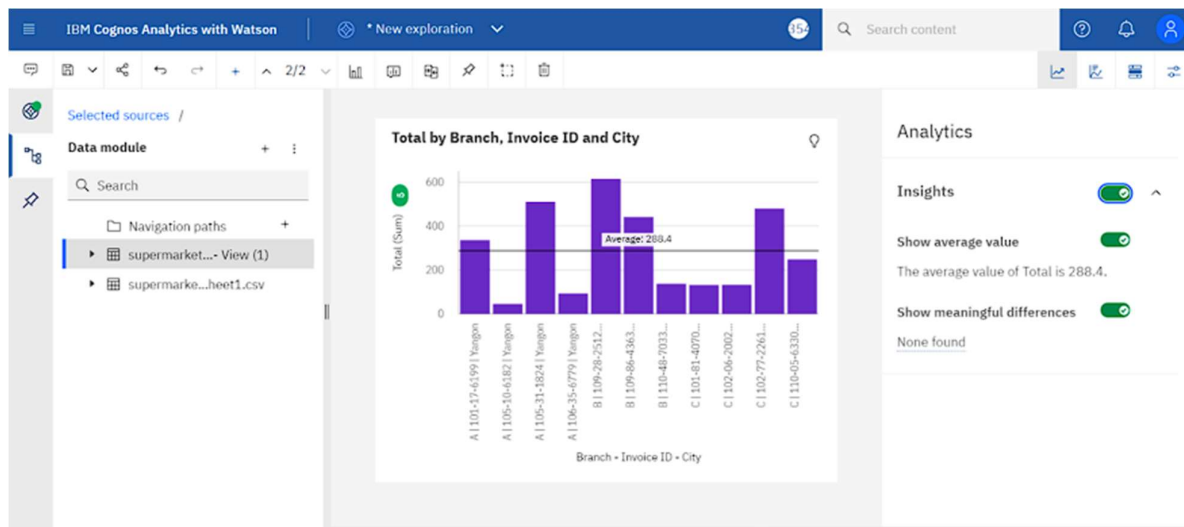 IBM Cognos Analytics with Watson
* New exploration
354
Search content
2/2
Selected sources /
Data module
Search
Navigation paths
supermarket...- View (1)
supermarke...heet1.csv
Total by Branch, Invoice ID and City
Total (Sum)
600
400
200
0
Average: 288.4
A | 101-17-6199 | Yangon
A | 105-10-6182 | Yangon
A | 105-31-1824 | Yangon
A | 106-35-6779 | Yangon
B | 109-28-2512...
B | 109-86-4363...
B | 110-48-7033...
C | 101-81-4070...
C | 102-06-2002...
C | 102-77-2261...
C | 110-05-6330...
Branch - Invoice ID - City
Analytics
Insights
Show average value
The average value of Total is 288.4.
Show meaningful differences
None found